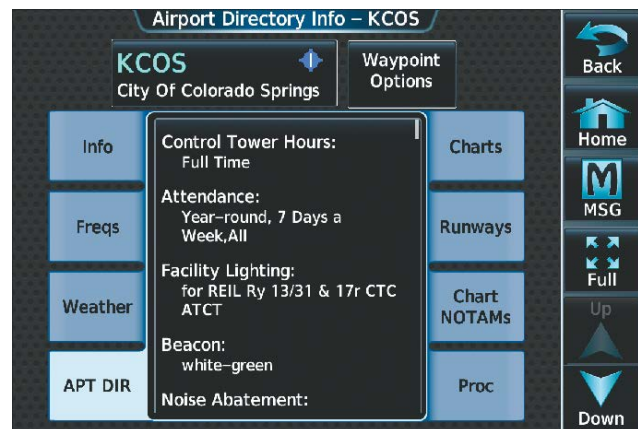 Airport Directory Info – KCOS
KCOS
City Of Colorado Springs
Waypoint
Options
Info
Freqs
Weather
APT DIR
Control Tower Hours:
Full Time
Attendance:
Year-round, 7 Days a
Week,All
Facility Lighting:
for REIL Ry 13/31 & 17r CTC
ATCT
Beacon:
white-green
Noise Abatement:
Charts
Runways
Chart
NOTAMs
Proc
Back
Home
MSG
Full
Up
Down